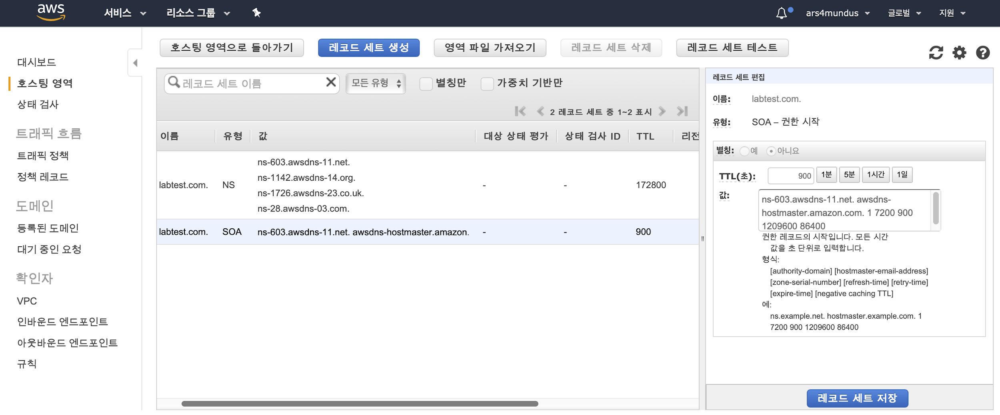 aws 서비스 리소스 그룹 ars4mundus 글로벌 지원
대시보드
호스팅 영역
상태 검사
트래픽 흐름
트래픽 정책
정책 레코드
도메인
등록된 도메인
대기 중인 요청
확인자
VPC
인바운드 엔드포인트
아웃바운드 엔드포인트
규칙
호스팅 영역으로 돌아가기 레코드 세트 생성 영역 파일 가져오기 레코드 세트 삭제 레코드 세트 테스트
레코드 세트 이름 모든 유형 별칭만 가중치 기반만
2 레코드 세트 중 1~2 표시
이름 유형 값 대상 상태 평가 상태 검사 ID TTL 리전
ns-603.awsdns-11.net.
ns-1142.awsdns-14.org.
labtest.com. NS - - 172800
ns-1726.awsdns-23.co.uk.
ns-28.awsdns-03.com.
labtest.com. SOA ns-603.awsdns-11.net. awsdns-hostmaster.amazon. - - 900
레코드 세트 편집
이름: labtest.com.
유형: SOA – 권한 시작
별칭: 예 아니요
TTL(초): 900 1분 5분 1시간 1일
값: ns-603.awsdns-11.net. awsdns-
hostmaster.amazon.com. 1 7200 900
1209600 86400
권한 레코드의 시작입니다. 모든 시간
값을 초 단위로 입력합니다.
형식:
[authority-domain] [hostmaster-email-address]
[zone-serial-number] [refresh-time] [retry-time]
[expire-time] [negative caching TTL]
예:
ns.example.net. hostmaster.example.com. 1
7200 900 1209600 86400
레코드 세트 저장